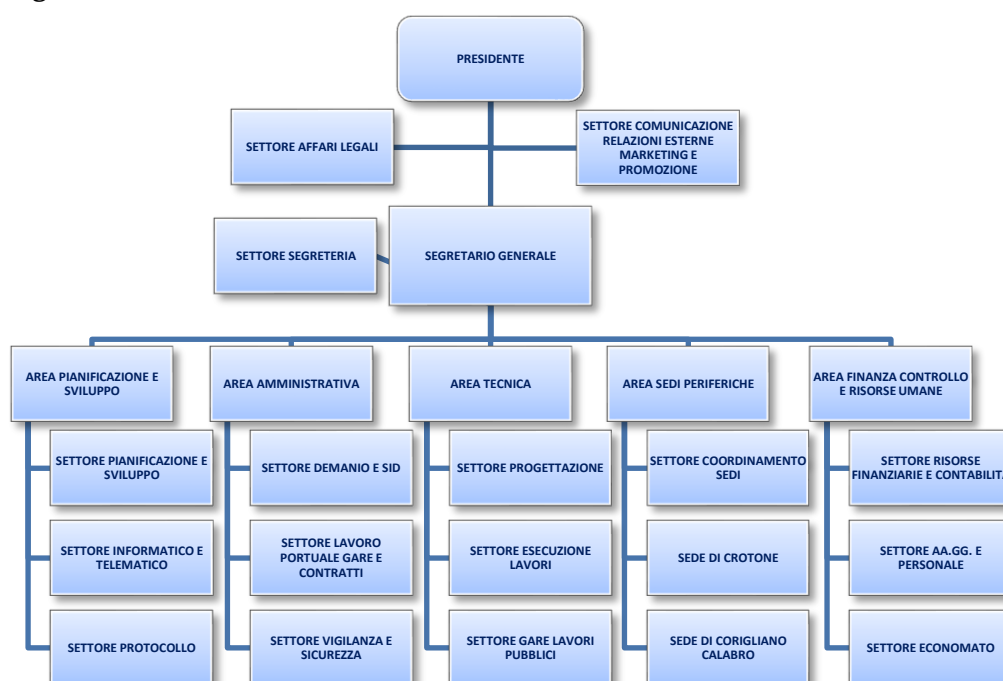 PRESIDENTE
SETTORE AFFARI LEGALI
SETTORE COMUNICAZIONE
RELAZIONI ESTERNE
MARKETING E
PROMOZIONE
SETTORE SEGRETERIA
SEGRETARIO GENERALE
AREA PIANIFICAZIONE E
SVILUPPO
AREA AMMINISTRATIVA
AREA TECNICA
AREA SEDI PERIFERICHE
AREA FINANZA CONTROLLO
E RISORSE UMANE
SETTORE PIANIFICAZIONE E
SVILUPPO
SETTORE DEMANIO E SID
SETTORE PROGETTAZIONE
SETTORE COORDINAMENTO
SEDI
SETTORE RISORSE
FINANZIARIE E CONTABILIT
SETTORE INFORMATICO E
TELEMATICO
SETTORE LAVORO
PORTUALE GARE E
CONTRATTI
SETTORE ESECUZIONE
LAVORI
SEDE DI CROTONE
SETTORE AA.GG. E
PERSONALE
SETTORE PROTOCOLLO
SETTORE VIGILANZA E
SICUREZZA
SETTORE GARE LAVORI
PUBBLICI
SEDE DI CORIGLIANO
CALABRO
SETTORE ECONOMATO